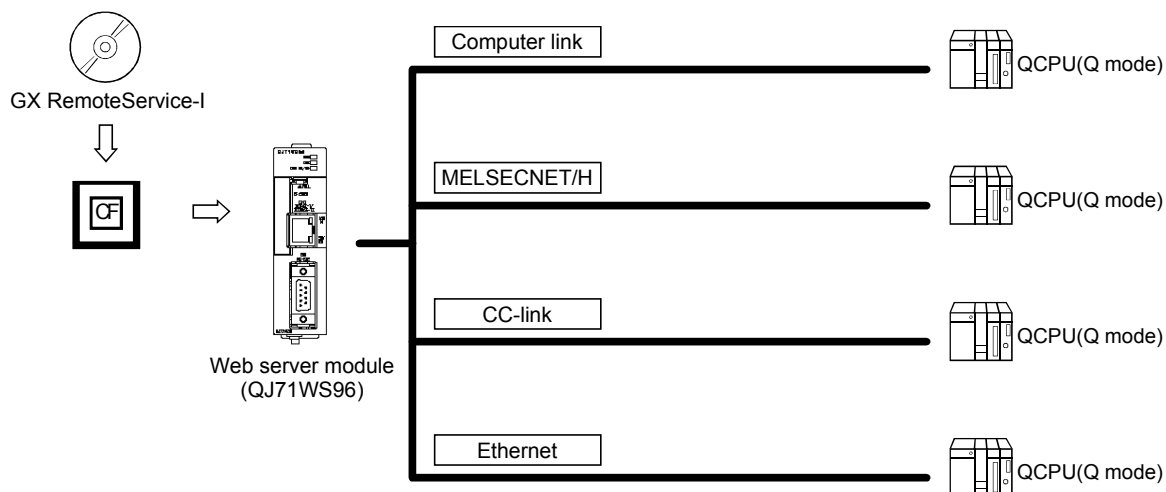 Computer link
GX RemoteService-I
QCPU(Q mode)
CF
MELSECNET/H
QCPU(Q mode)
CC-link
QCPU(Q mode)
Web server module
(QJ71WS96)
Ethernet
QCPU(Q mode)